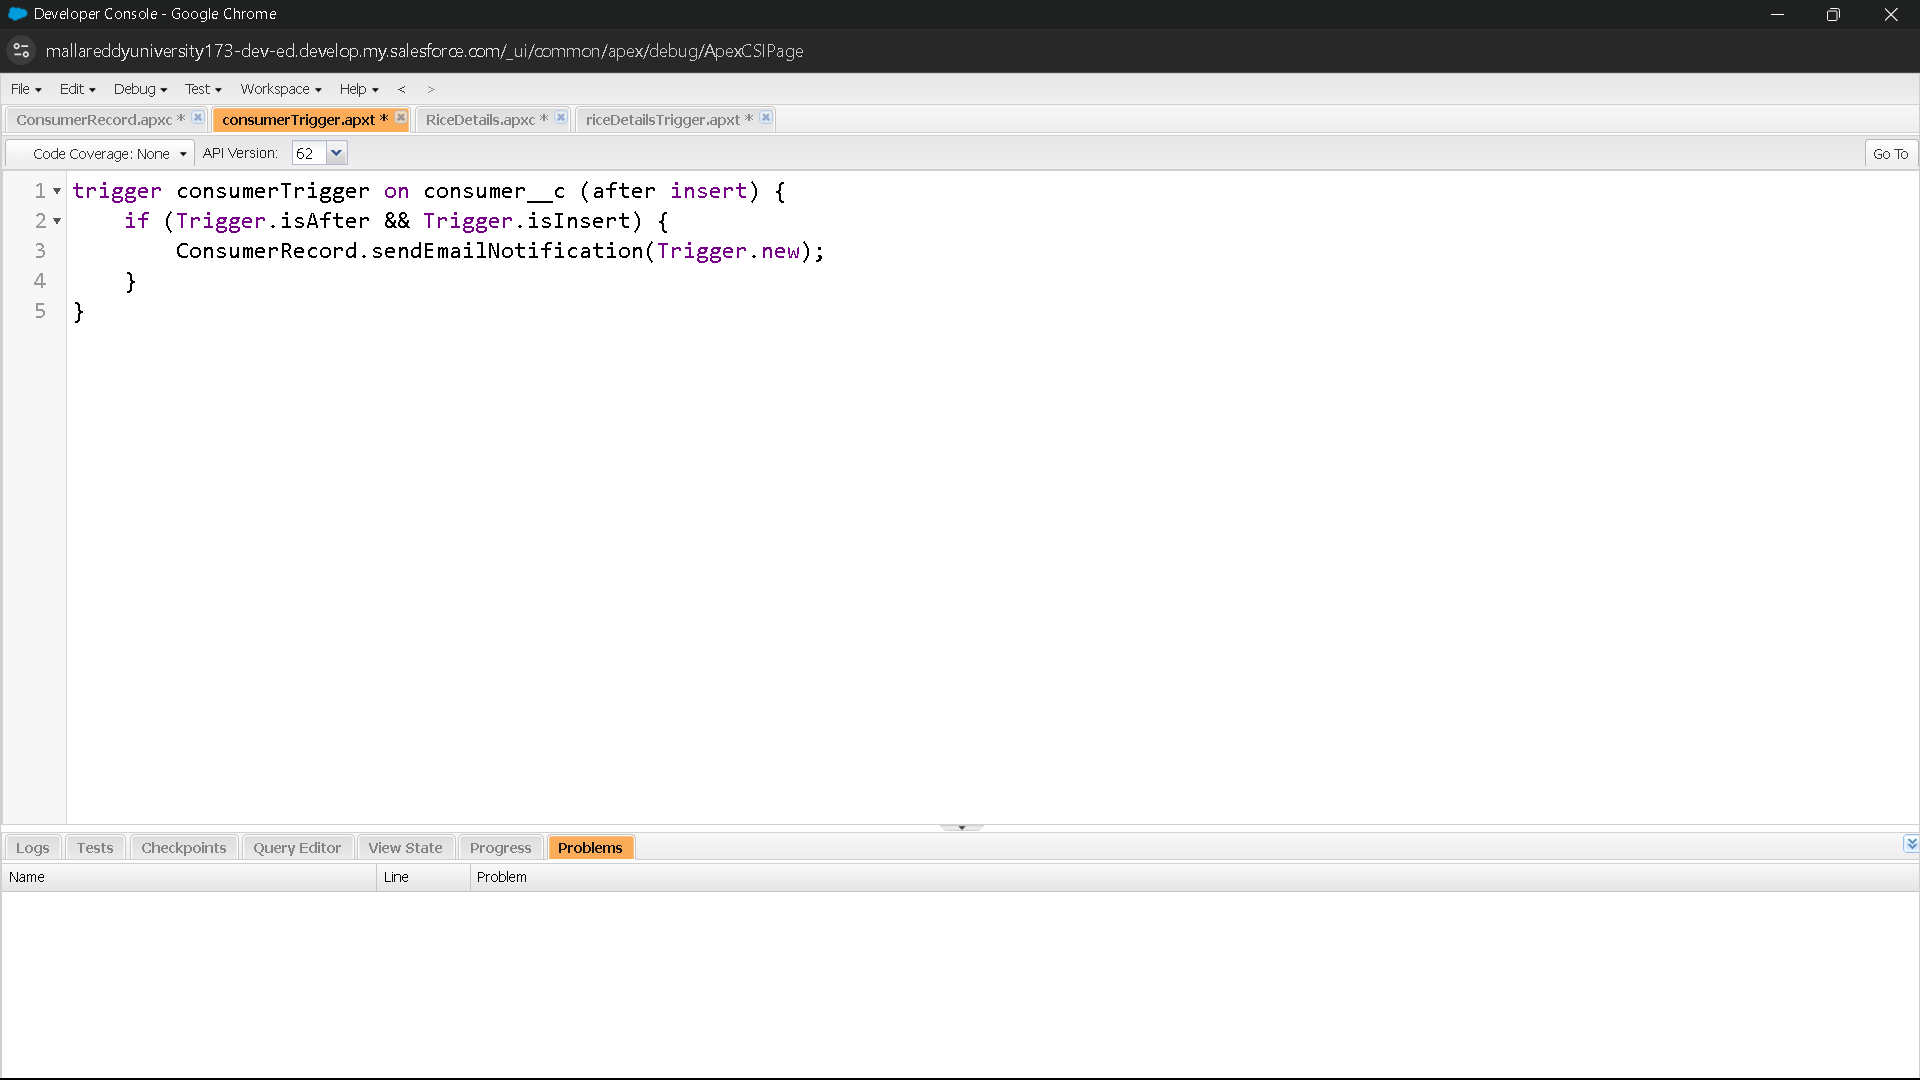 Developer Console - Google Chrome
mallareddyuniversity173-dev-ed.develop.my.salesforce.com/_ui/common/apex/debug/ApexCSIPage
File Edit Debug Test Workspace Help < >
ConsumerRecord.apxc * consumerTrigger.apxt * RiceDetails.apxc * riceDetailsTrigger.apxt *
Code Coverage: None API Version: 62 Go To
1 trigger consumerTrigger on consumer__c (after insert) {
2 if (Trigger.isAfter && Trigger.isInsert) {
3 ConsumerRecord.sendEmailNotification(Trigger.new);
4 }
5 }
Logs Tests Checkpoints Query Editor View State Progress Problems
Name Line Problem